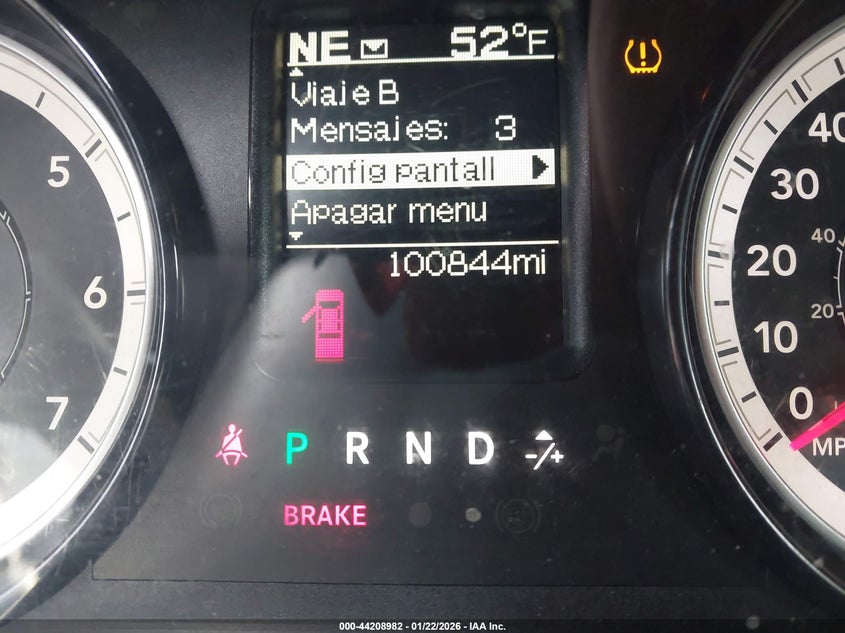 NE 52°F
Viaje B
Mensajes: 3
Config pantall
Apagar menu
100844mi
5
6
7
40
30
20
10
0
40
20
MP
P R N D -/+
BRAKE
000-44208982 - 01/22/2026 - IAA Inc.